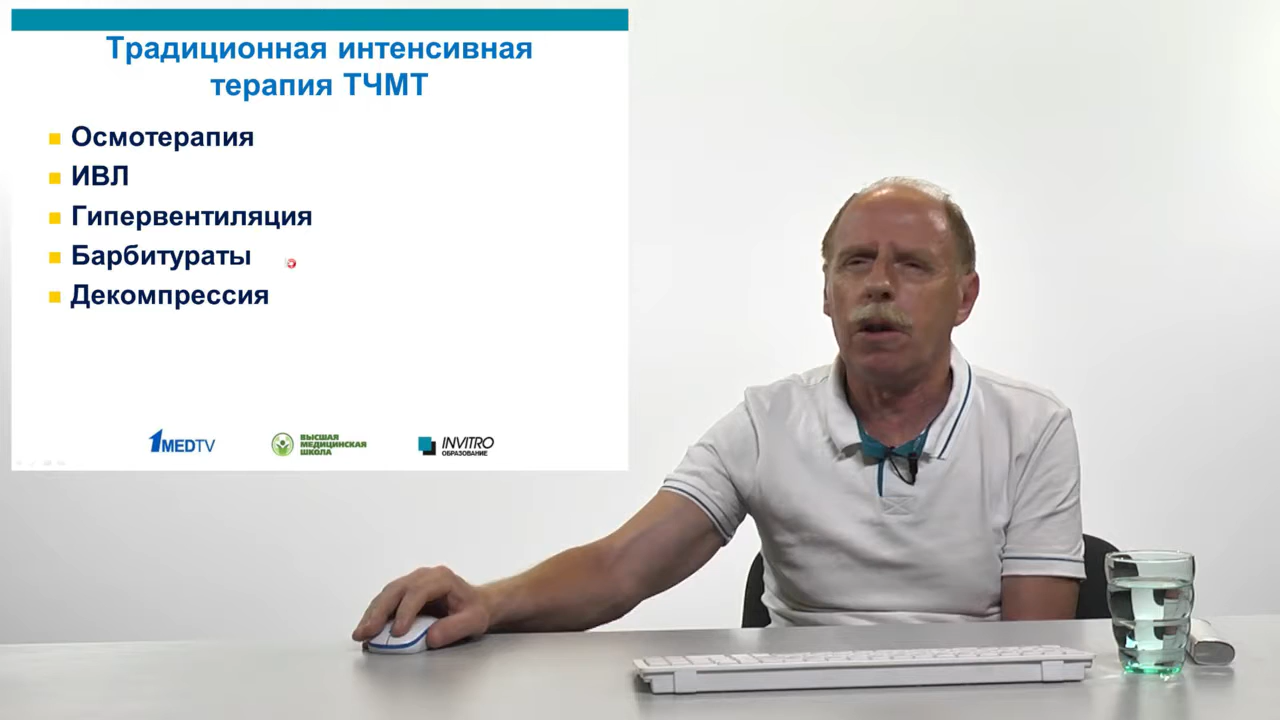 Традиционная интенсивная
терапия ТЧМТ
Осмотерапия
ИВЛ
Гипервентиляция
Барбитураты
Декомпрессия
1MEDTV
ВЫСШАЯ
МЕДИЦИНСКАЯ
ШКОЛА
INVITRO
ОБРАЗОВАНИЕ